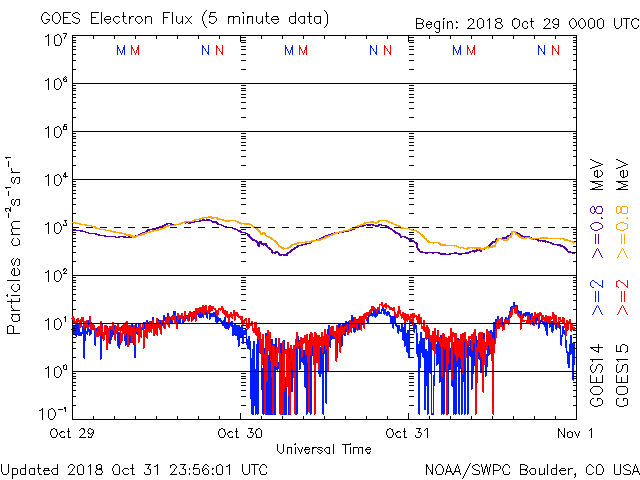 GOES Electron Flux (5 minute data)
Begin: 2018 Oct 29 0000 UTC
M M N N M M N N M M N N
10⁷
10⁶
10⁵
10⁴
10³
10²
10¹
10⁰
10⁻¹
Particles cm⁻²s⁻¹sr⁻¹
GOES14 >=2 >=0.8 MeV
GOES15 >=2 >=0.8 MeV
Oct 29 Oct 30 Oct 31 Nov 1
Universal Time
Updated 2018 Oct 31 23:56:01 UTC
NOAA/SWPC Boulder, CO USA